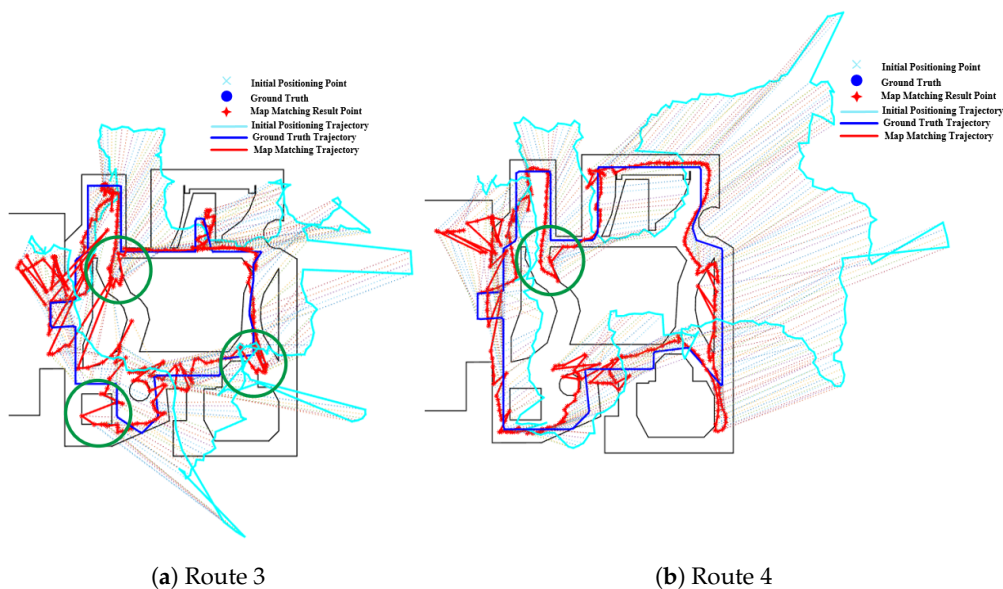 Initial Positioning Point
Ground Truth
Map Matching Result Point
Initial Positioning Trajectory
Ground Truth Trajectory
Map Matching Trajectory
Initial Positioning Point
Ground Truth
Map Matching Result Point
Initial Positioning Trajectory
Ground Truth Trajectory
Map Matching Trajectory
(a) Route 3
(b) Route 4